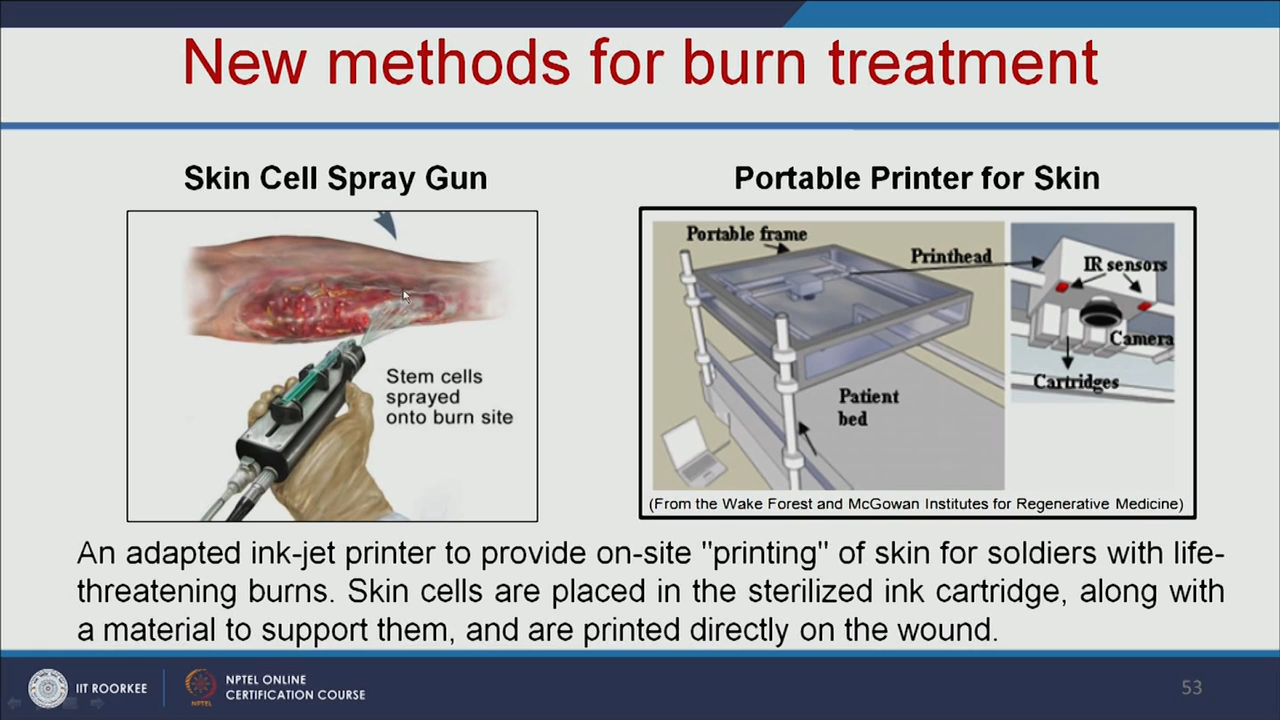 New methods for burn treatment
Skin Cell Spray Gun
Stem cells
sprayed
onto burn site
Portable Printer for Skin
Portable frame
Printhead
IR sensors
Camera
Cartridges
Patient
bed
(From the Wake Forest and McGowan Institutes for Regenerative Medicine)
An adapted ink-jet printer to provide on-site "printing" of skin for soldiers with life-
threatening burns. Skin cells are placed in the sterilized ink cartridge, along with
a material to support them, and are printed directly on the wound.
IIT ROORKEE
NPTEL
NPTEL ONLINE
CERTIFICATION COURSE
53